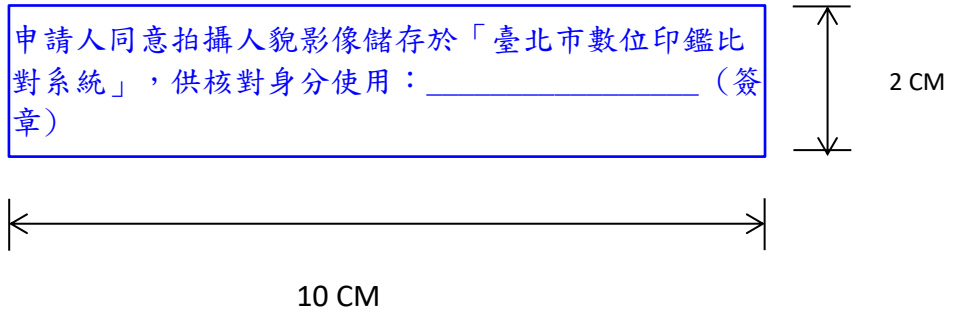 申請人同意拍攝人貌影像儲存於「臺北市數位印鑑比
對系統」,供核對身分使用:_________________(簽
章)
2 CM
10 CM